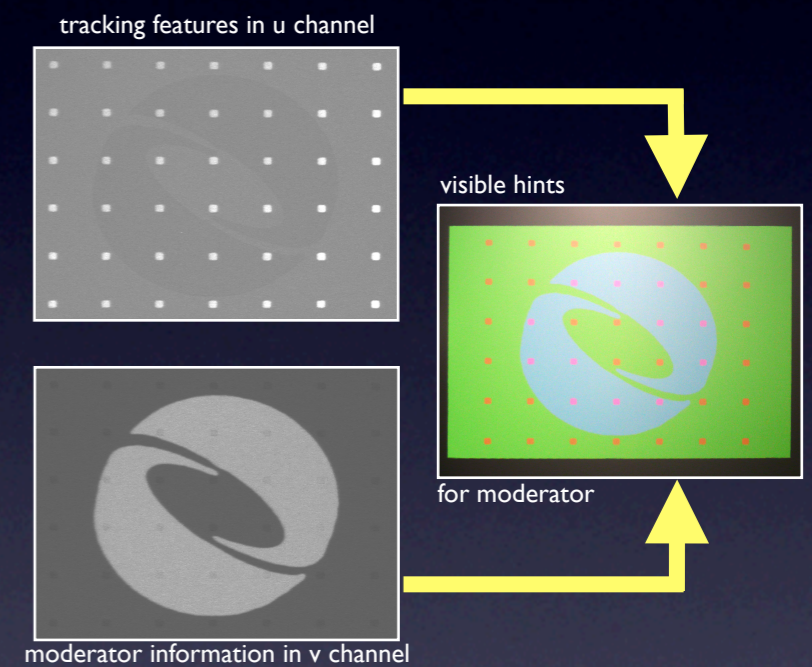 tracking features in u channel
visible hints
for moderator
moderator information in v channel